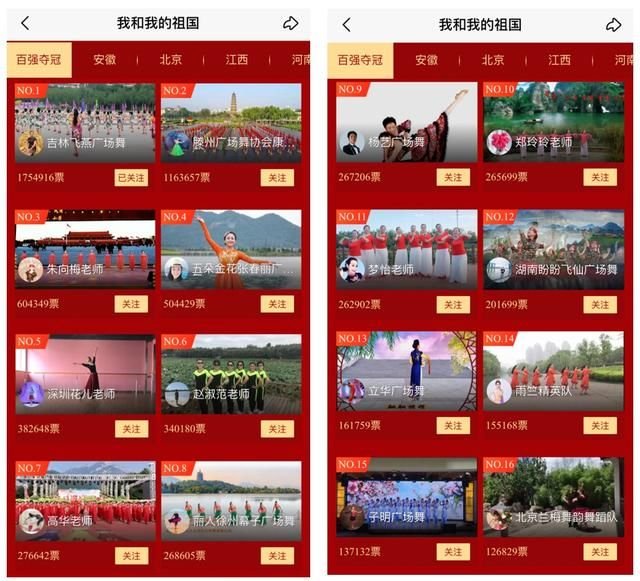 我和我的祖国
百强夺冠 安徽 北京 江西 河南
NO.1
吉林飞燕广场舞
1754916票 已关注
NO.2
滕州广场舞协会康...
1163657票 关注
NO.3
朱向梅老师
604349票 关注
NO.4
五朵金花张春丽广...
504429票 关注
NO.5
深圳花儿老师
382648票 关注
NO.6
赵淑范老师
340180票 关注
NO.7
高华老师
276642票 关注
NO.8
丽人徐州幕子广场舞
268605票 关注
我和我的祖国
百强夺冠 安徽 北京 江西 河南
NO.9
杨艺广场舞
267206票 关注
NO.10
郑玲玲老师
265699票 关注
NO.11
梦怡老师
262902票 关注
NO.12
湖南盼盼飞仙广场舞
201699票 关注
NO.13
立华广场舞
161759票 关注
NO.14
雨竺精英队
155168票 关注
NO.15
子明广场舞
137132票 关注
NO.16
北京兰梅舞韵舞蹈队
126829票 关注